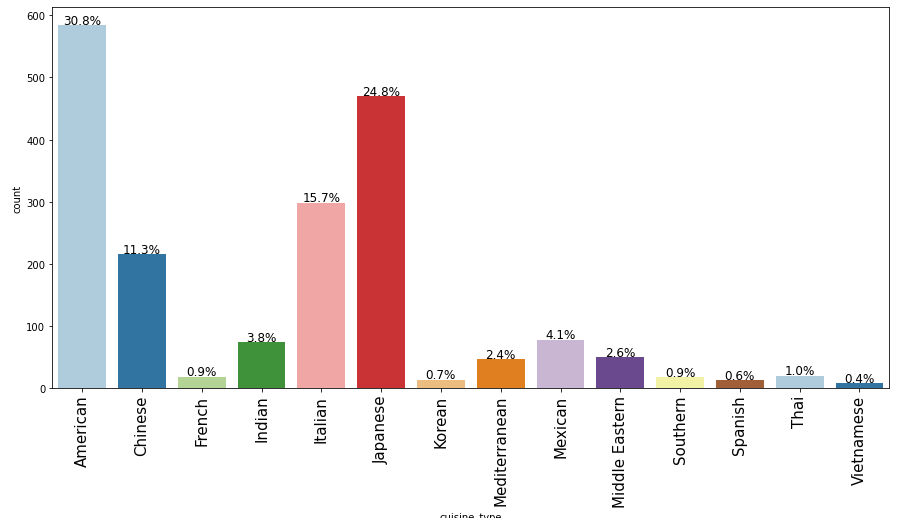 600
500
400
300
200
100
0
count
30.8%
11.3%
0.9%
3.8%
15.7%
24.8%
0.7%
2.4%
4.1%
2.6%
0.9%
0.6%
1.0%
0.4%
American
Chinese
French
Indian
Italian
Japanese
Korean
Mediterranean
Mexican
Middle Eastern
Southern
Spanish
Thai
Vietnamese
cuisine_type